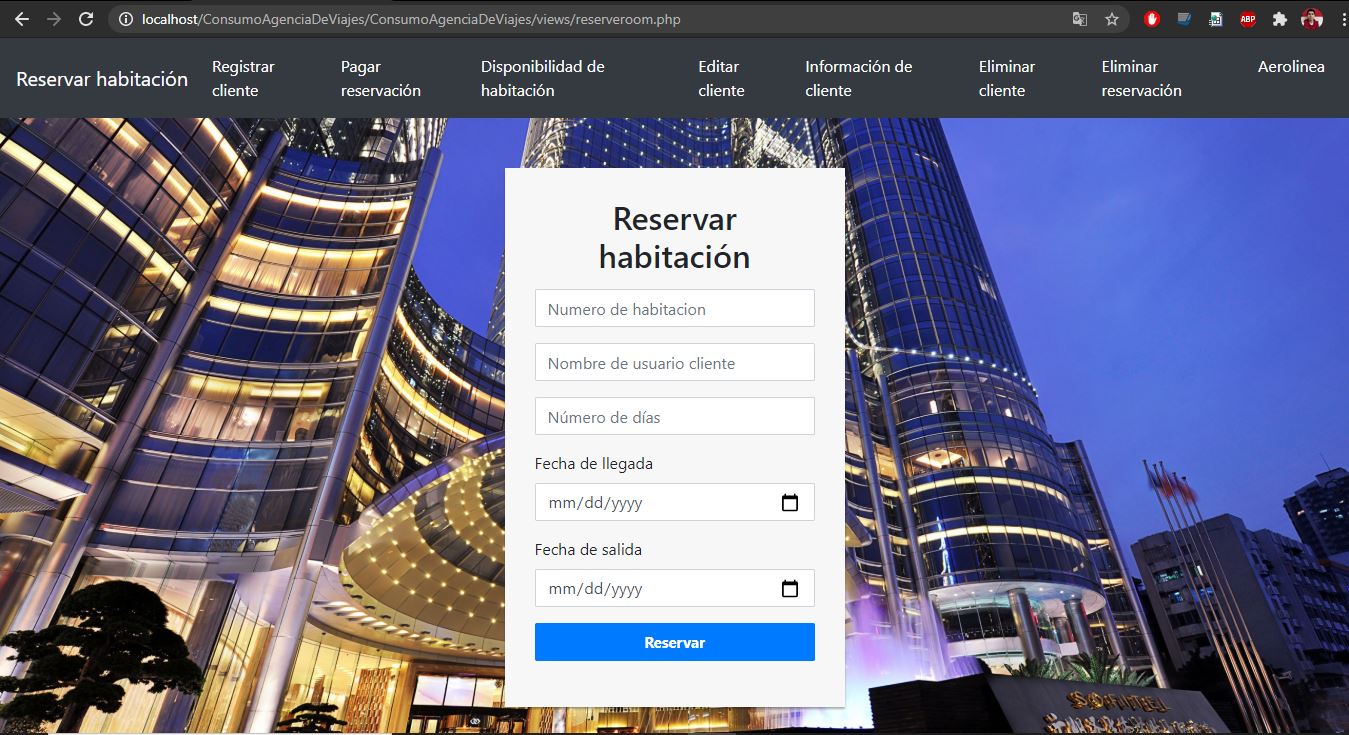 localhost/ConsumoAgenciaDeViajes/ConsumoAgenciaDeViajes/views/reserveroom.php
ABP
Reservar habitación
Registrar
cliente
Pagar
reservación
Disponibilidad de
habitación
Editar
cliente
Información de
cliente
Eliminar
cliente
Eliminar
reservación
Aerolinea
Reservar
habitación
Numero de habitacion
Nombre de usuario cliente
Número de días
Fecha de llegada
mm/dd/yyyy
Fecha de salida
mm/dd/yyyy
Reservar